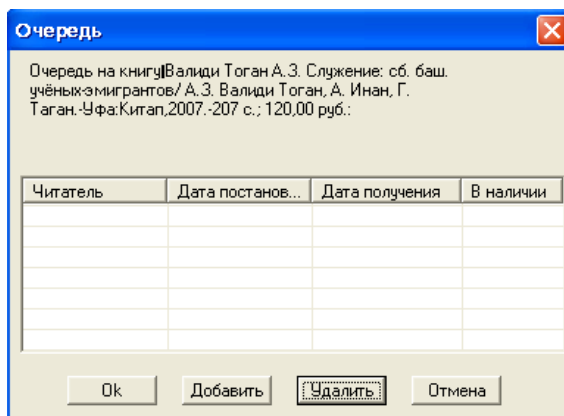 Очередь
Очередь на книгу|Валиди Тоган А.З. Служение: сб. баш.
учёных-эмигрантов/ А.З. Валиди Тоган, А. Инан, Г.
Таган.-Уфа:Китап,2007.-207 с.; 120,00 руб.:
Читатель Дата постанов... Дата получения В наличии
Ok Добавить Удалить Отмена